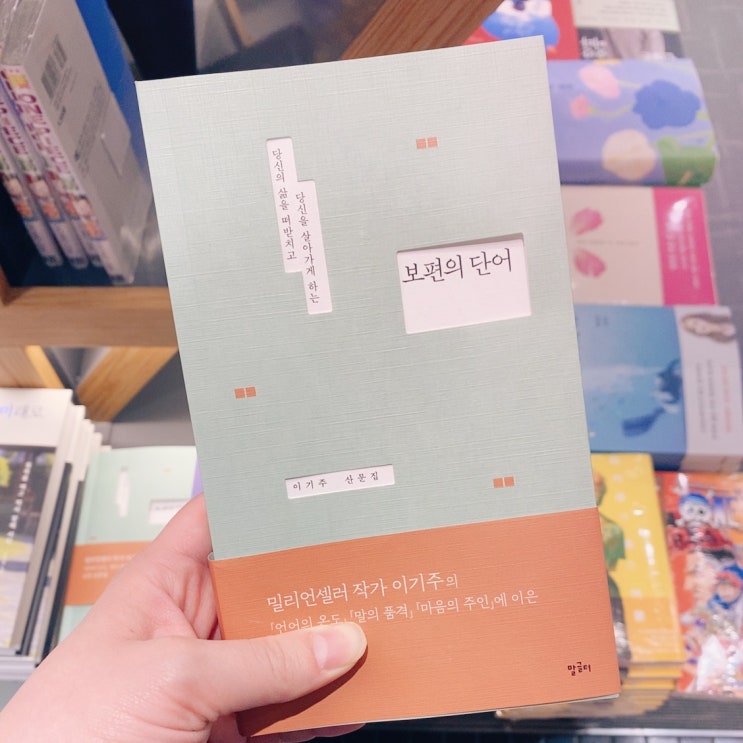 당신의 삶을 떠받치고
당신을 살아가게 하는
보편의 단어
이기주 산문집
밀리언셀러 작가 이기주의
「언어의 온도」, 「말의 품격」, 「마음의 주인」에 이은
말글터